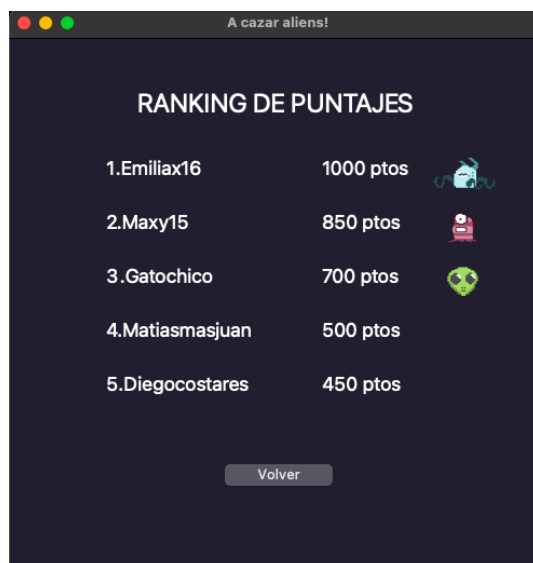 A cazar aliens!
RANKING DE PUNTAJES
1.Emiliax16 1000 ptos
2.Maxy15 850 ptos
3.Gatochico 700 ptos
4.Matiasmasjuan 500 ptos
5.Diegocostares 450 ptos
Volver